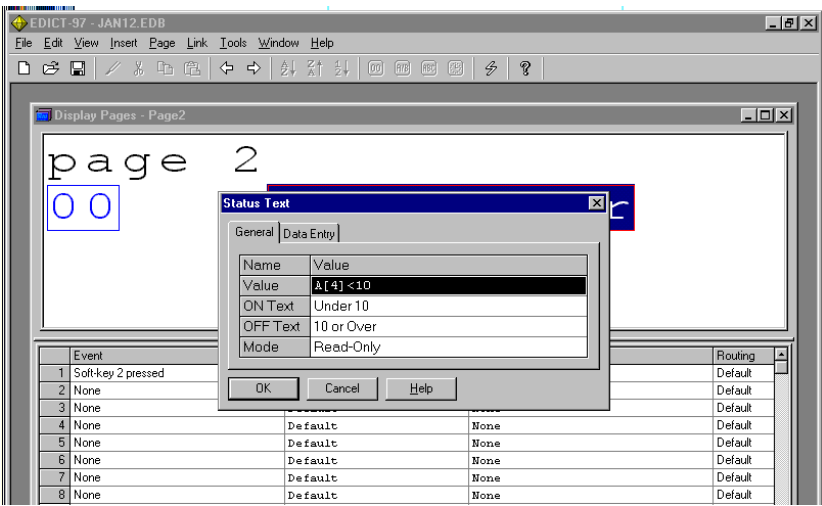 EDICT-97 - JAN12.EDB
File Edit View Insert Page Link Tools Window Help
Display Pages - Page2
page 2
00 r
Status Text
General Data Entry
Name Value
Value A[4]<10
ON Text Under 10
OFF Text 10 or Over
Mode Read-Only
OK Cancel Help
Event Routing
1 Soft-key 2 pressed Default
2 None Default
3 None Default None Default
4 None Default None Default
5 None Default None Default
6 None Default None Default
7 None Default None Default
8 None Default None Default